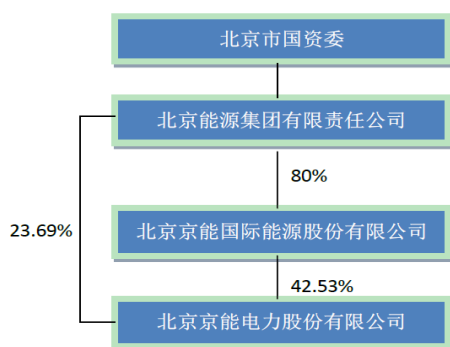 北京市国资委
北京能源集团有限责任公司
80%
23.69%
北京京能国际能源股份有限公司
42.53%
北京京能电力股份有限公司